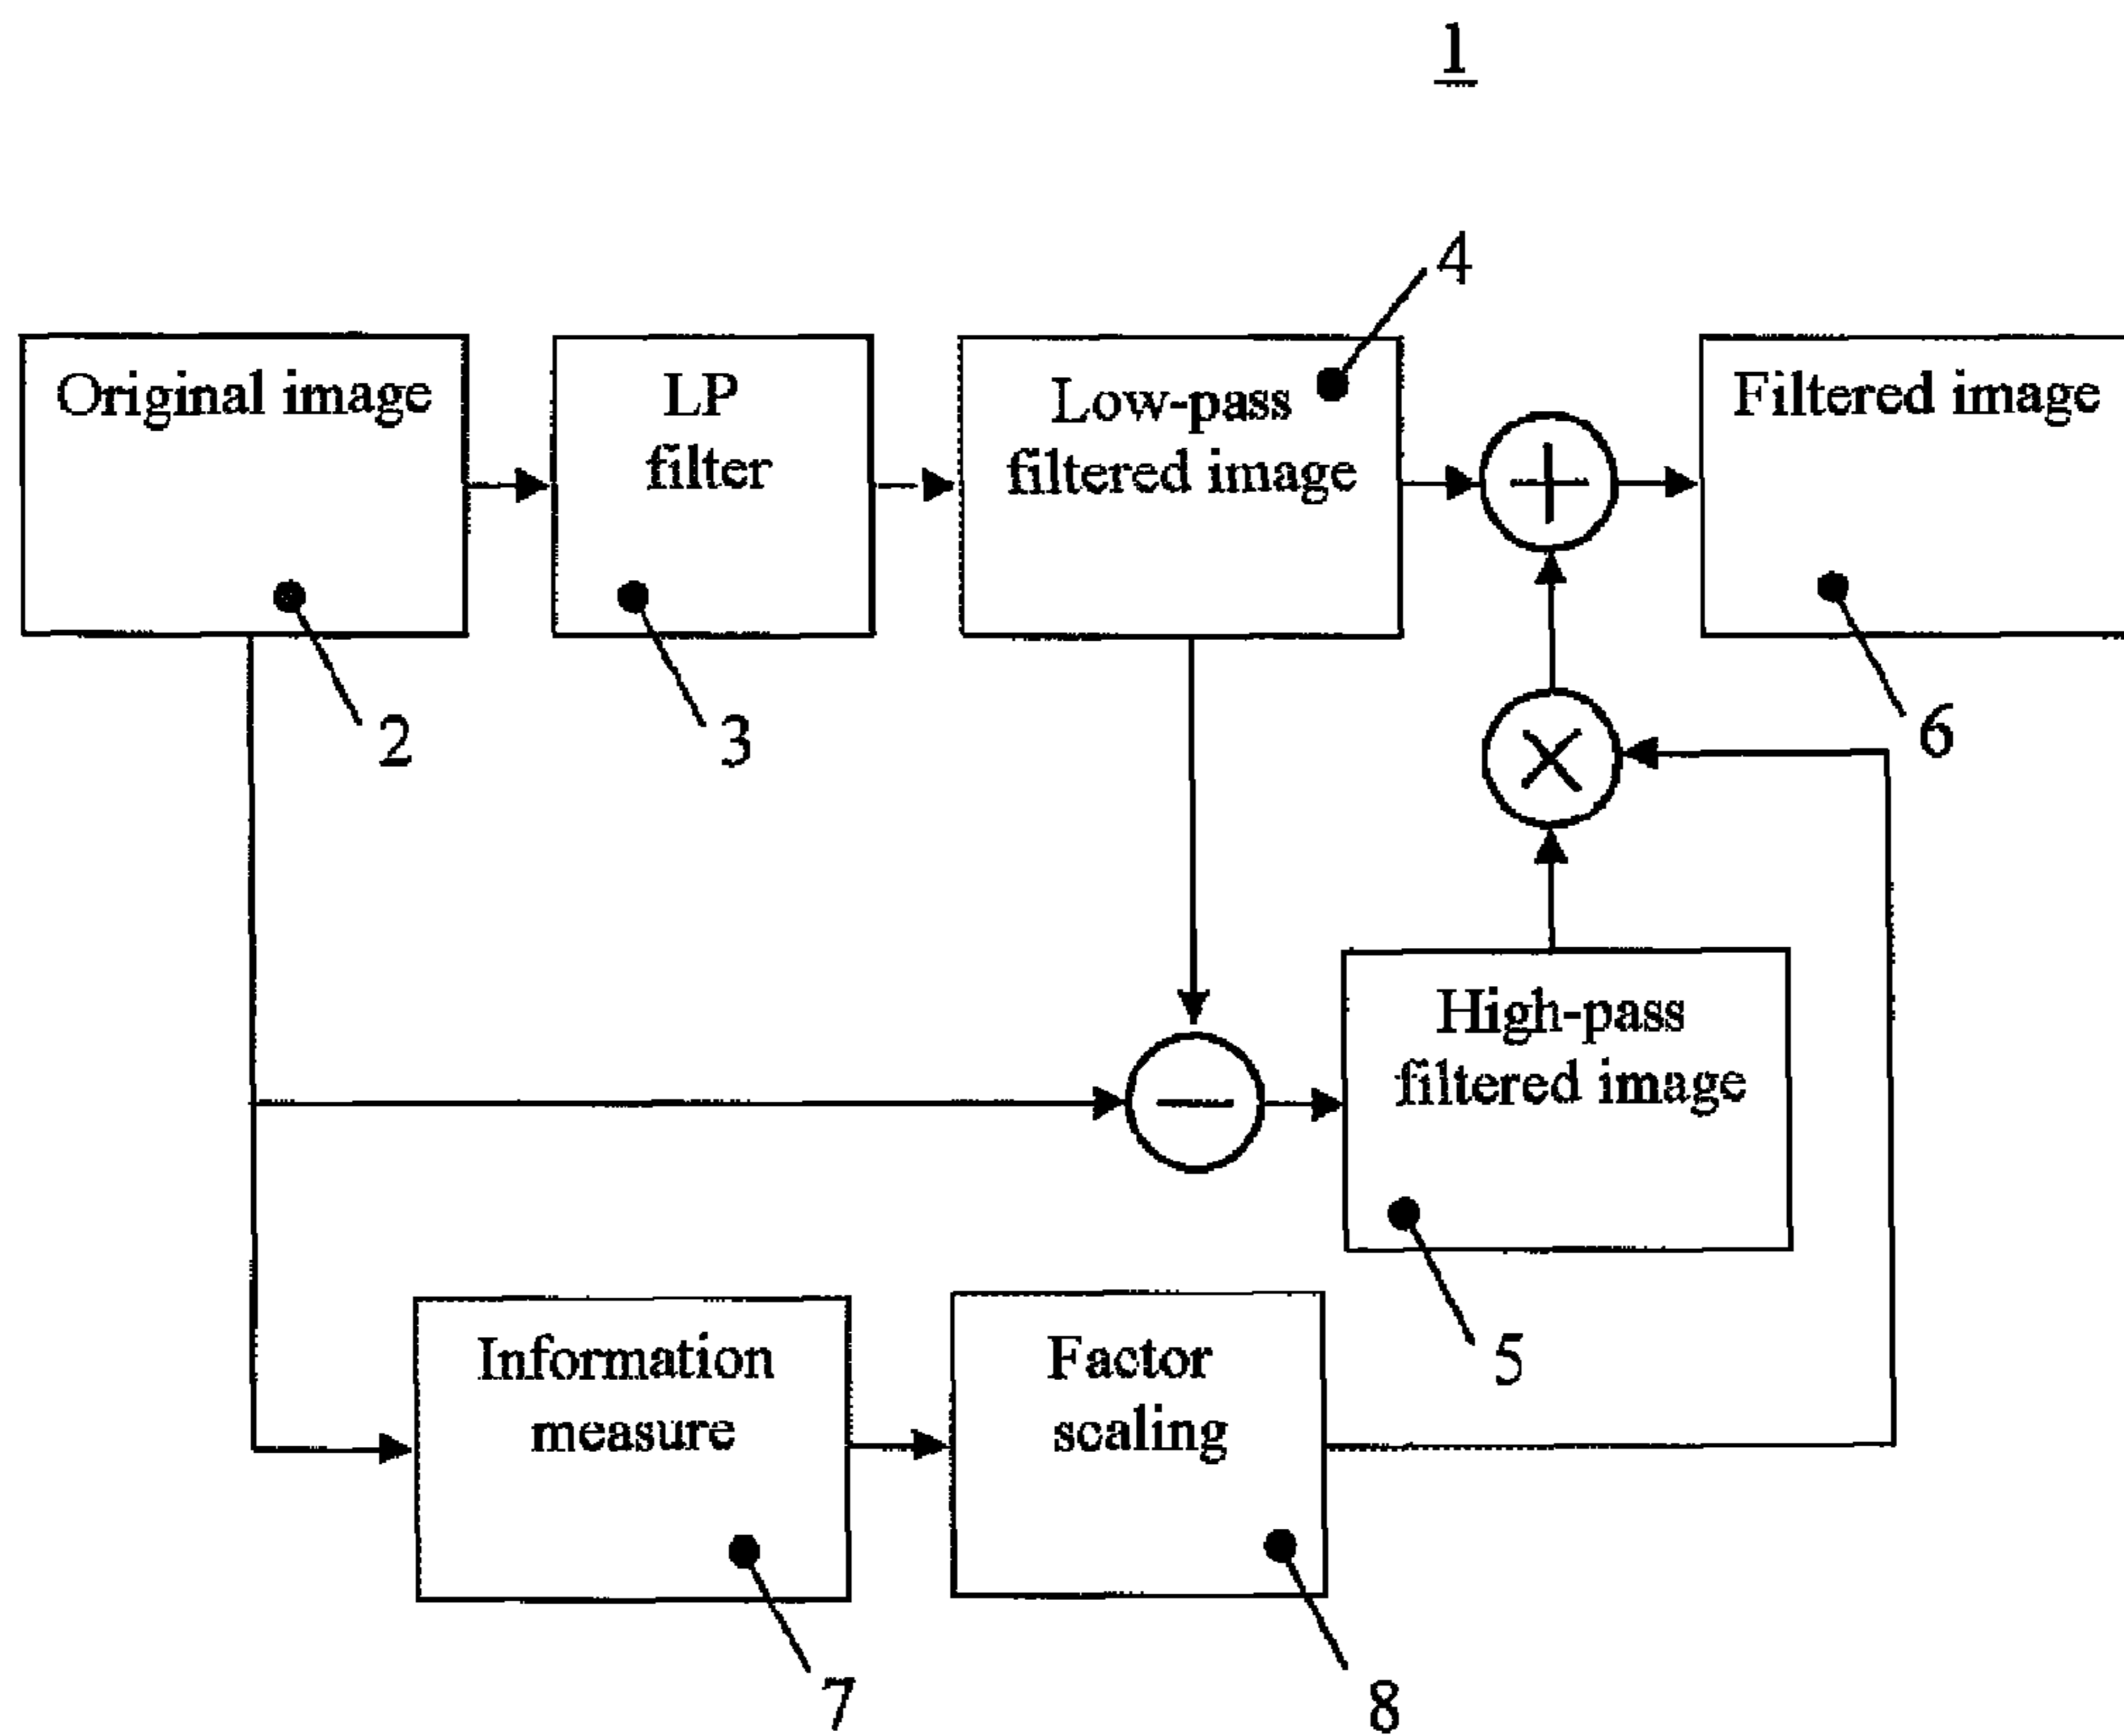 1
4
Original image
LP
filter
Low-pass
filtered image
+
Filtered image
2
3
6
×
−
High-pass
filtered image
5
Information
measure
Factor
scaling
7
8